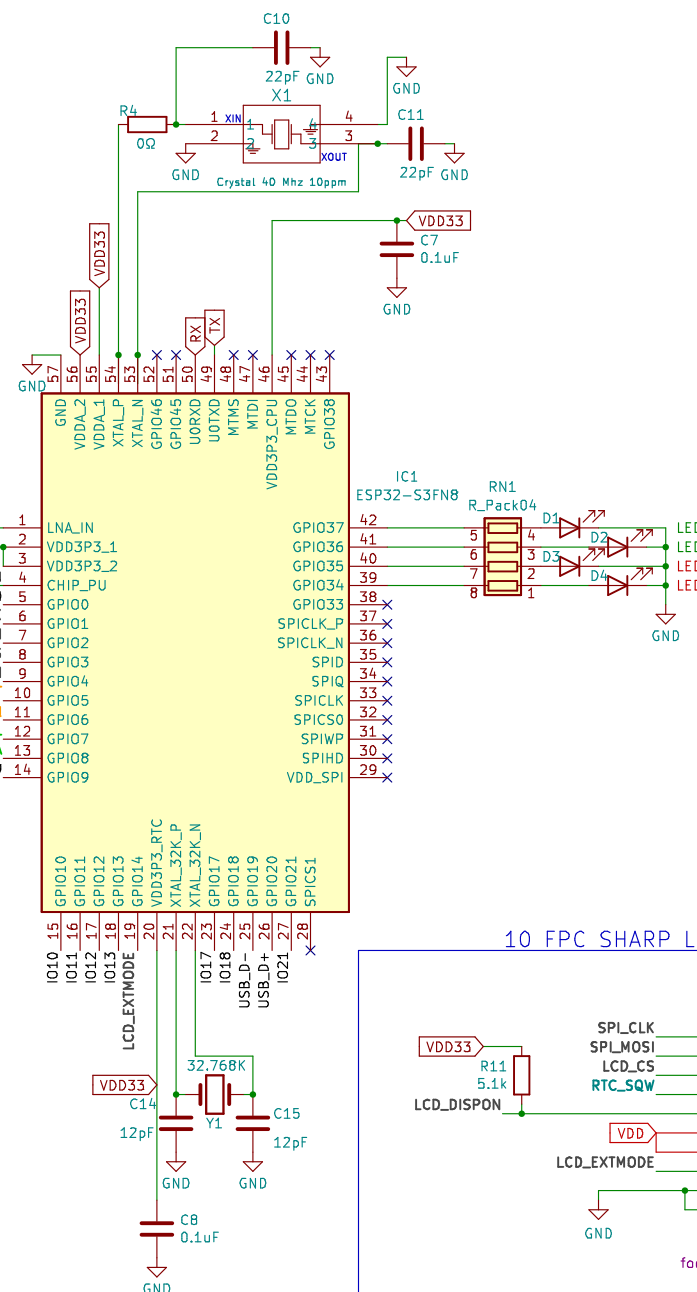 C10
22pF
GND
X1
R4
0Ω
1
XIN
1
4
4
2
2
3
3
XOUT
GND
GND
C11
22pF
GND
Crystal 40 Mhz 10ppm
VDD33
C7
0.1uF
GND
VDD33
VDD33
RX
TX
GND
57
56
55
54
53
52
51
50
49
48
47
46
45
44
43
GND
VDDA_2
VDDA_1
XTAL_P
XTAL_N
GPIO46
GPIO45
U0RXD
U0TXD
MTMS
MTDI
VDD3P3_CPU
MTDO
MTCK
GPIO38
IC1
ESP32-S3FN8
1 LNA_IN
2 VDD3P3_1
3 VDD3P3_2
4 CHIP_PU
5 GPIO0
6 GPIO1
7 GPIO2
8 GPIO3
9 GPIO4
10 GPIO5
11 GPIO6
12 GPIO7
13 GPIO8
14 GPIO9
GPIO37 42
GPIO36 41
GPIO35 40
GPIO34 39
GPIO33 38
SPICLK_P 37
SPICLK_N 36
SPID 35
SPIQ 34
SPICLK 33
SPICS0 32
SPIWP 31
SPIHD 30
VDD_SPI 29
RN1
R_Pack04
5 4
6 3
7 2
8 1
D1
D2
D3
D4
GND
GPIO10
GPIO11
GPIO12
GPIO13
GPIO14
VDD3P3_RTC
XTAL_32K_P
XTAL_32K_N
GPIO17
GPIO18
GPIO19
GPIO20
GPIO21
SPICS1
15
16
17
18
19
20
21
22
23
24
25
26
27
28
IO10
IO11
IO12
IO13
LCD_EXTMODE
IO17
IO18
USB_D-
USB_D+
IO21
32.768K
VDD33
Y1
C14
12pF
GND
C15
12pF
GND
C8
0.1uF
GND
10 FPC SHARP L
SPI_CLK
SPI_MOSI
LCD_CS
RTC_SQW
VDD33
R11
5.1k
LCD_DISPON
VDD
LCD_EXTMODE
GND